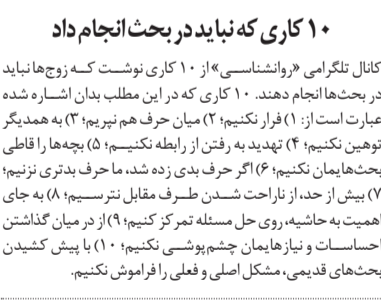 ۱۰ کاری که نباید در بحث انجام داد
کانال تلگرامی «روانشناسی» از ۱۰ کاری نوشت که زوج‌ها نباید
در بحث‌ها انجام دهند. ۱۰ کاری که در این مطلب بدان اشاره شده
عبارت است از: ۱) فرار نکنیم؛ ۲) میان حرف هم نپریم؛ ۳) به همدیگر
توهین نکنیم؛ ۴) تهدید به رفتن از رابطه نکنیم؛ ۵) بچه‌ها را قاطی
بحث‌هایمان نکنیم؛ ۶) اگر حرف بدی زده شد، ما حرف بدتری نزنیم؛
۷) بیش از حد، از ناراحت شدن طرف مقابل نترسیم؛ ۸) به جای
اهمیت به حاشیه، روی حل مسئله تمرکز کنیم؛ ۹) از در میان گذاشتن
احساسات و نیازهایمان چشم‌پوشی نکنیم؛ ۱۰) با پیش کشیدن
بحث‌های قدیمی، مشکل اصلی و فعلی را فراموش نکنیم.